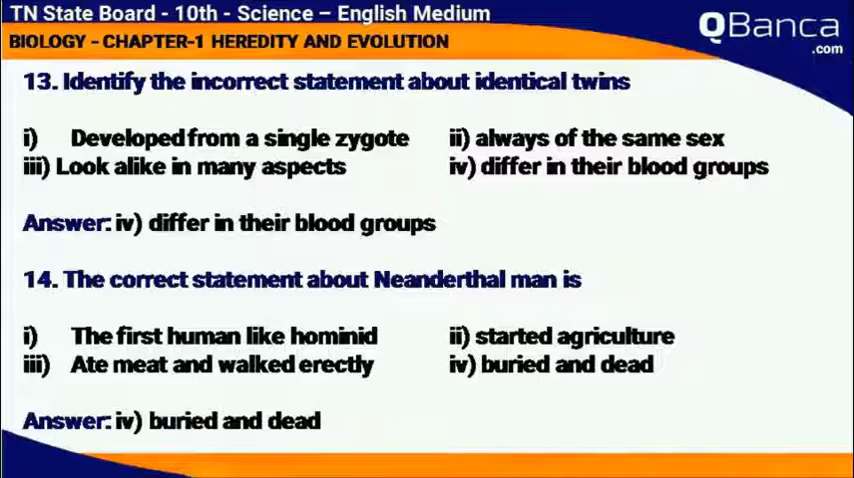 TN State Board - 10th - Science – English Medium
QBanca
.com
BIOLOGY - CHAPTER-1 HEREDITY AND EVOLUTION
13. Identify the incorrect statement about identical twins
i) Developed from a single zygote ii) always of the same sex
iii) Look alike in many aspects iv) differ in their blood groups
Answer: iv) differ in their blood groups
14. The correct statement about Neanderthal man is
i) The first human like hominid ii) started agriculture
iii) Ate meat and walked erectly iv) buried and dead
Answer: iv) buried and dead